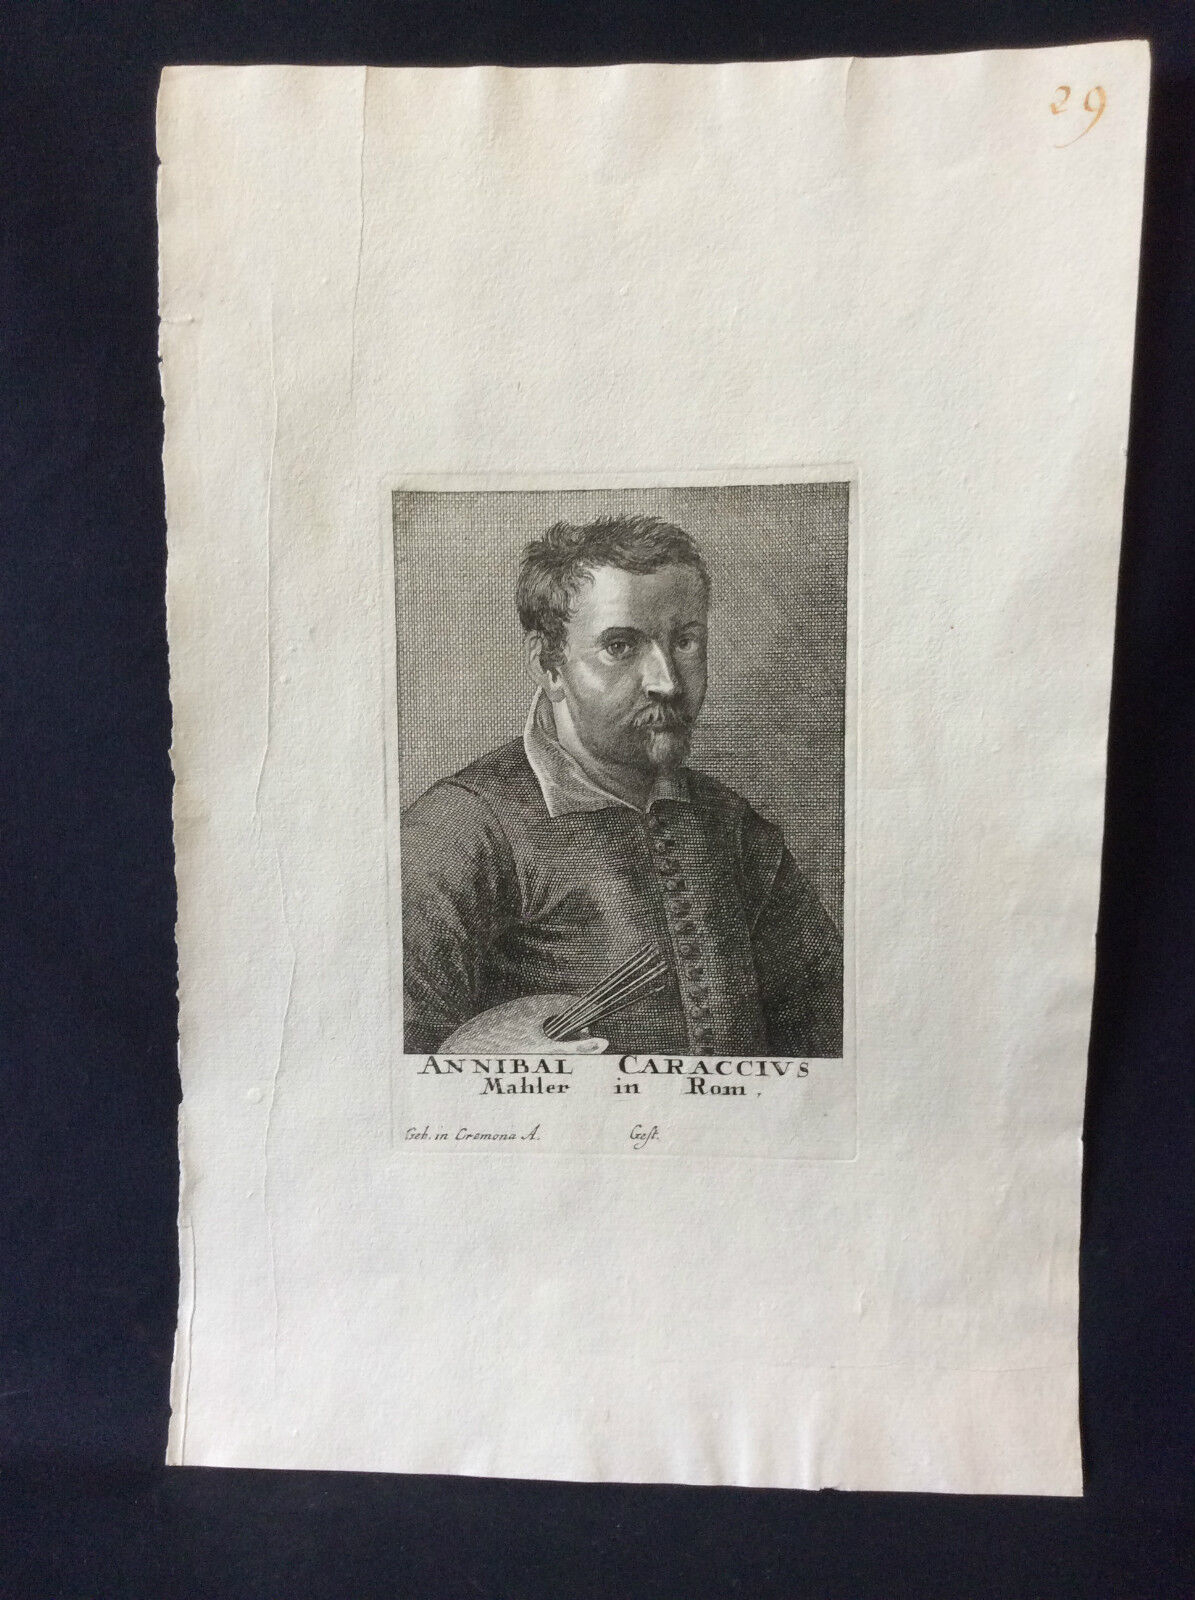 29
ANNIBAL CARACCIVS
Mahler in Rom.
Geb. in Cremona A. Gest.